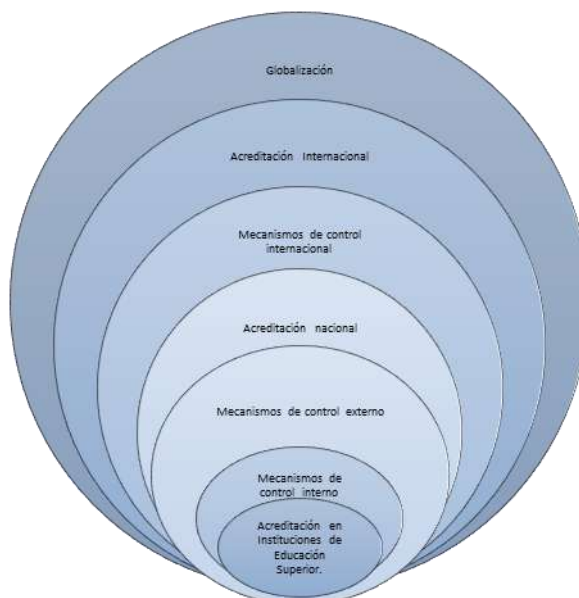 Globalización
Acreditación Internacional
Mecanismos de control
internacional
Acreditación nacional
Mecanismos de control externo
Mecanismos de
control interno
Acreditación en
Instituciones de
Educación
Superior.